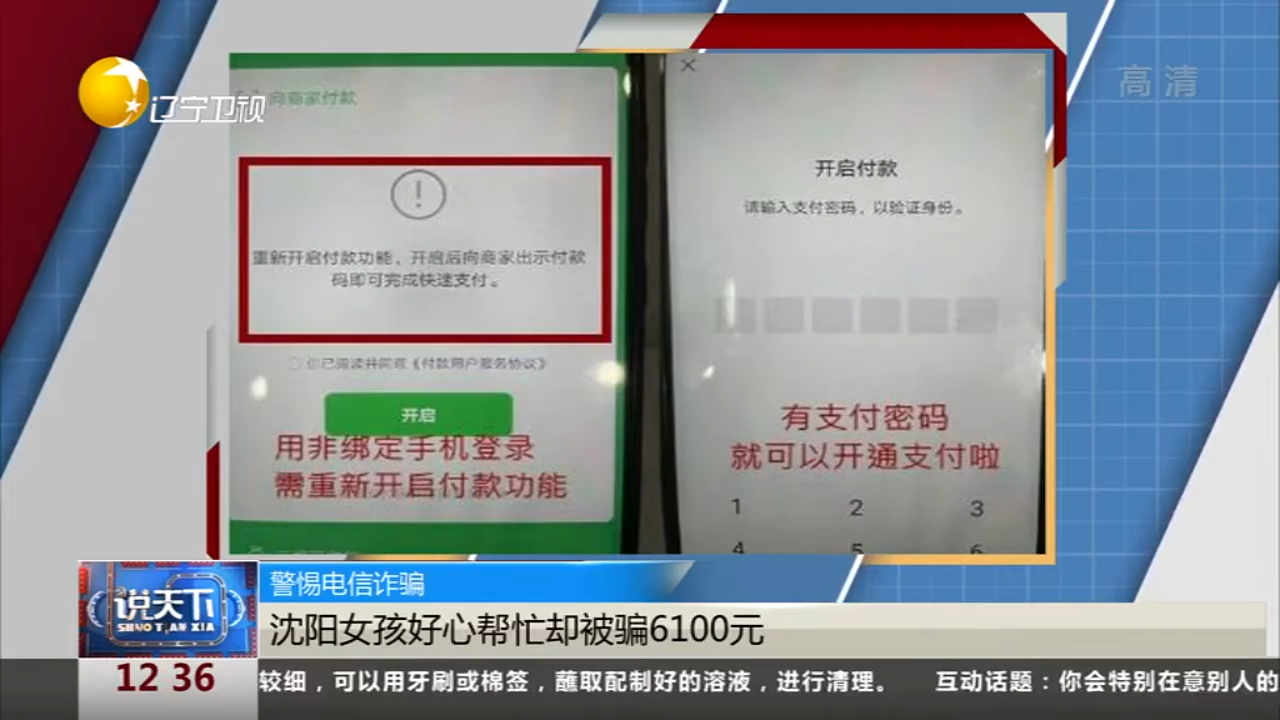 辽宁卫视
高清
向商家付款
重新开启付款功能，开启后向商家出示付款
码即可完成快速支付。
你已阅读并同意《付款用户服务协议》
开启
用非绑定手机登录
需重新开启付款功能
×
开启付款
请输入支付密码，以验证身份。
有支付密码
就可以开通支付啦
1 2 3
4 5 6
说天下
SHUO TIAN XIA
警惕电信诈骗
沈阳女孩好心帮忙却被骗6100元
12 36
较细，可以用牙刷或棉签，蘸取配制好的溶液，进行清理。 互动话题：你会特别在意别人的